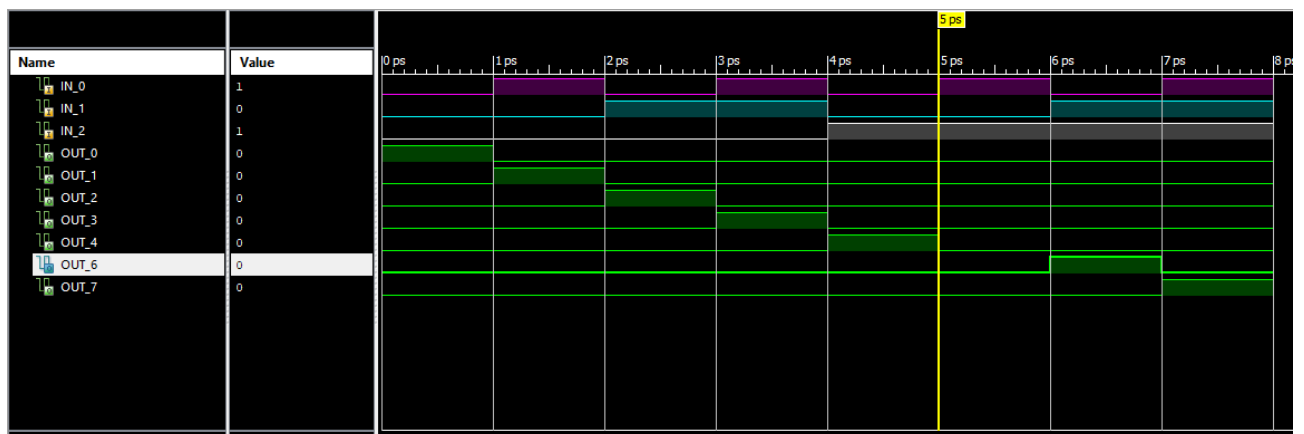 5 ps
Name Value 0 ps 1 ps 2 ps 3 ps 4 ps 5 ps 6 ps 7 ps 8 ps
IN_0 1
IN_1 0
IN_2 1
OUT_0 0
OUT_1 0
OUT_2 0
OUT_3 0
OUT_4 0
OUT_6 0
OUT_7 0